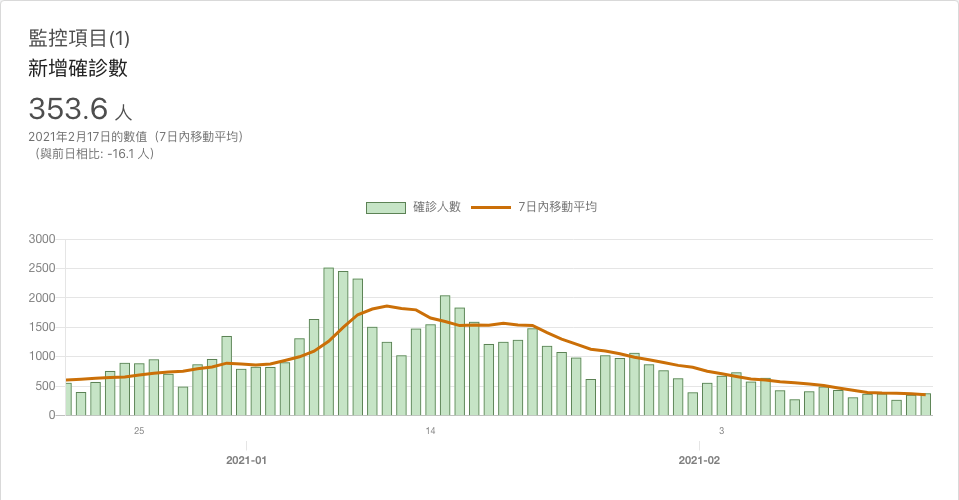 監控項目(1)
新增確診數
353.6 人
2021年2月17日的數值（7日內移動平均）
（與前日相比: -16.1 人）
確診人數 7日內移動平均
3000
2500
2000
1500
1000
500
0
25 14 3
2021-01 2021-02